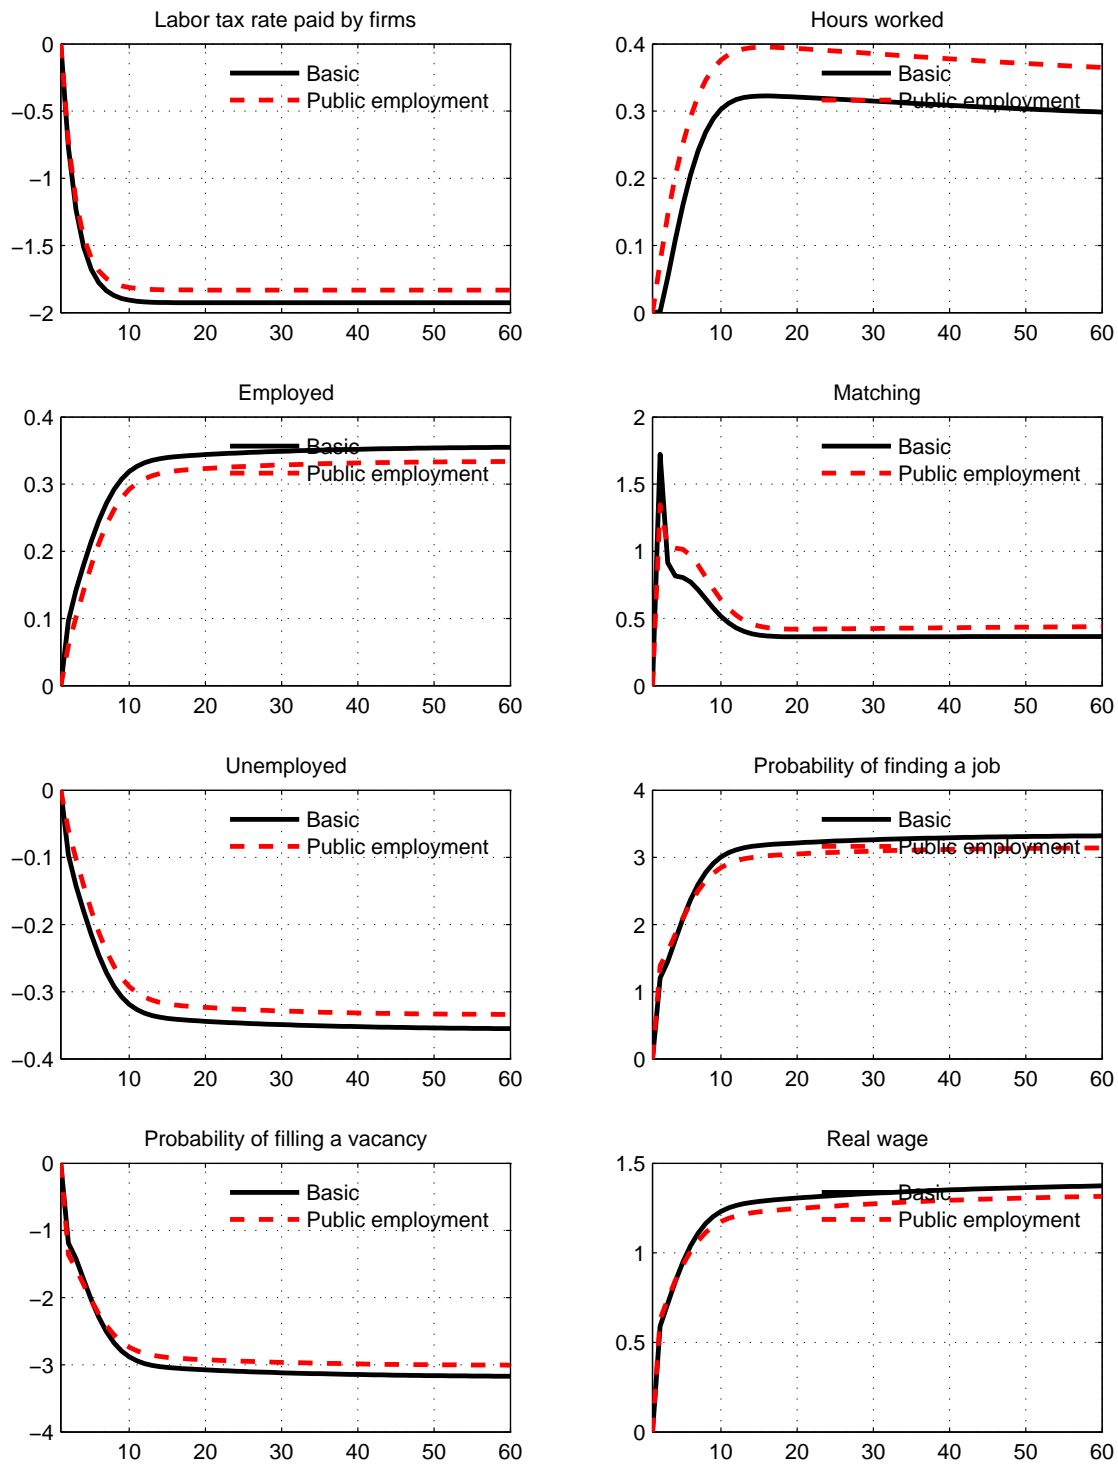 Labor tax rate paid by firms
0
−0.5
−1
−1.5
−2
10 20 30 40 50 60
Basic
Public employment
Hours worked
0.4
0.3
0.2
0.1
0
10 20 30 40 50 60
Basic
Public employment
Employed
0.4
0.3
0.2
0.1
0
10 20 30 40 50 60
Basic
Public employment
Matching
2
1.5
1
0.5
0
10 20 30 40 50 60
Basic
Public employment
Unemployed
0
−0.1
−0.2
−0.3
−0.4
10 20 30 40 50 60
Basic
Public employment
Probability of finding a job
4
3
2
1
0
10 20 30 40 50 60
Basic
Public employment
Probability of filling a vacancy
0
−1
−2
−3
−4
10 20 30 40 50 60
Basic
Public employment
Real wage
1.5
1
0.5
0
10 20 30 40 50 60
Basic
Public employment